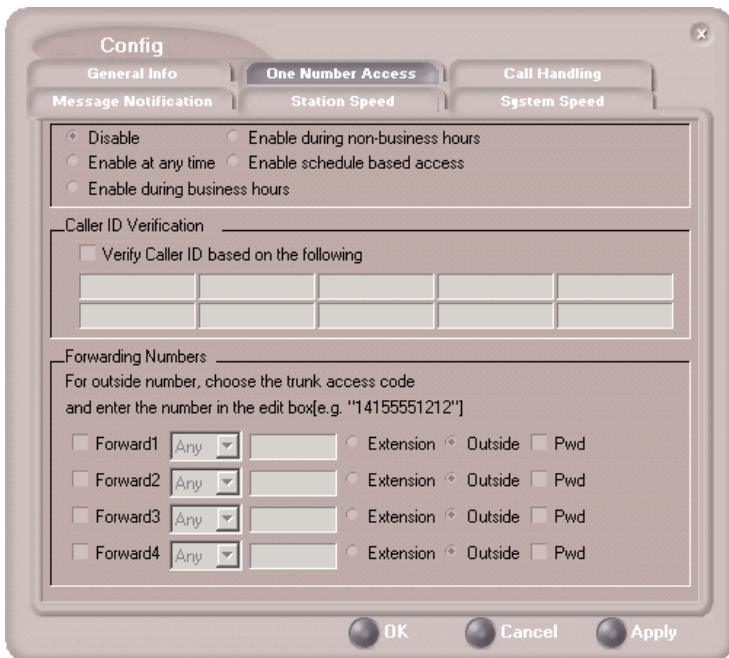 Config
General Info One Number Access Call Handling
Message Notification Station Speed System Speed
Disable Enable during non-business hours
Enable at any time Enable schedule based access
Enable during business hours
Caller ID Verification
Verify Caller ID based on the following
Forwarding Numbers
For outside number, choose the trunk access code
and enter the number in the edit box[e.g. "14155551212"]
Forward1 Any Extension Outside Pwd
Forward2 Any Extension Outside Pwd
Forward3 Any Extension Outside Pwd
Forward4 Any Extension Outside Pwd
OK Cancel Apply